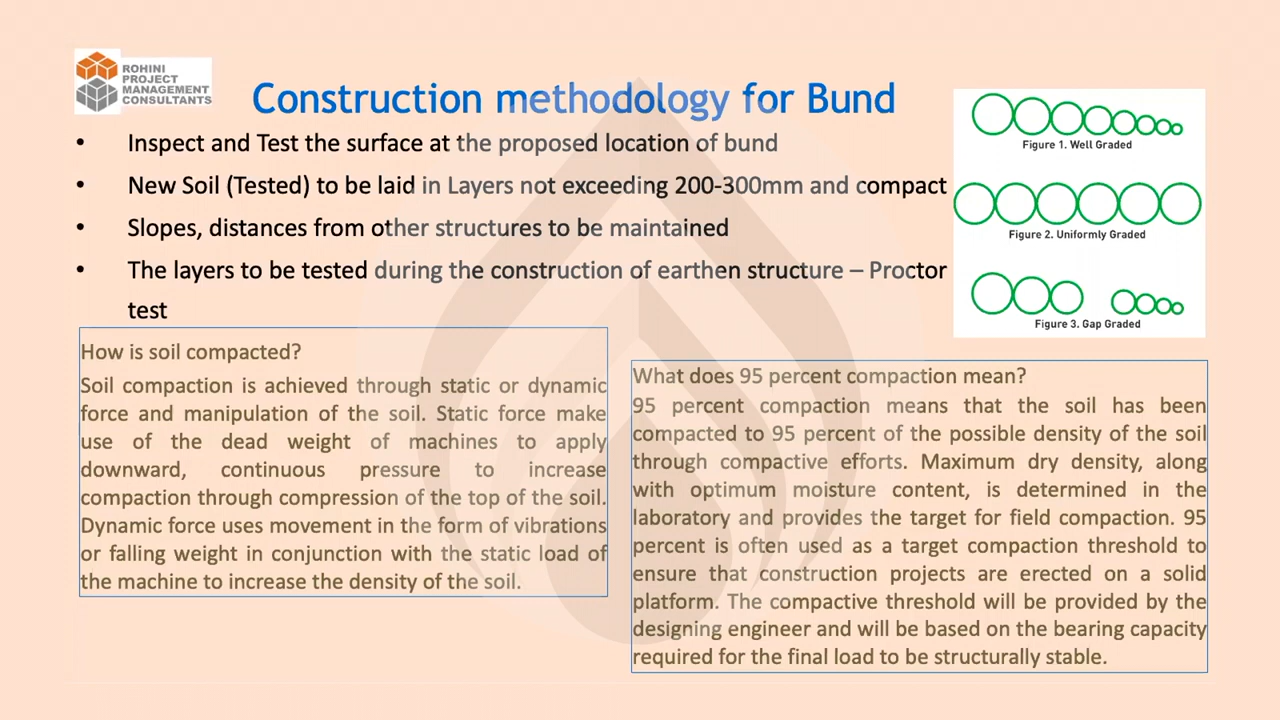 ROHINI
PROJECT
MANAGEMENT
CONSULTANTS
Construction methodology for Bund
• Inspect and Test the surface at the proposed location of bund
• New Soil (Tested) to be laid in Layers not exceeding 200-300mm and compact
• Slopes, distances from other structures to be maintained
• The layers to be tested during the construction of earthen structure – Proctor
test
Figure 1. Well Graded
Figure 2. Uniformly Graded
Figure 3. Gap Graded
How is soil compacted?
Soil compaction is achieved through static or dynamic
force and manipulation of the soil. Static force make
use of the dead weight of machines to apply
downward, continuous pressure to increase
compaction through compression of the top of the soil.
Dynamic force uses movement in the form of vibrations
or falling weight in conjunction with the static load of
the machine to increase the density of the soil.
What does 95 percent compaction mean?
95 percent compaction means that the soil has been
compacted to 95 percent of the possible density of the soil
through compactive efforts. Maximum dry density, along
with optimum moisture content, is determined in the
laboratory and provides the target for field compaction. 95
percent is often used as a target compaction threshold to
ensure that construction projects are erected on a solid
platform. The compactive threshold will be provided by the
designing engineer and will be based on the bearing capacity
required for the final load to be structurally stable.